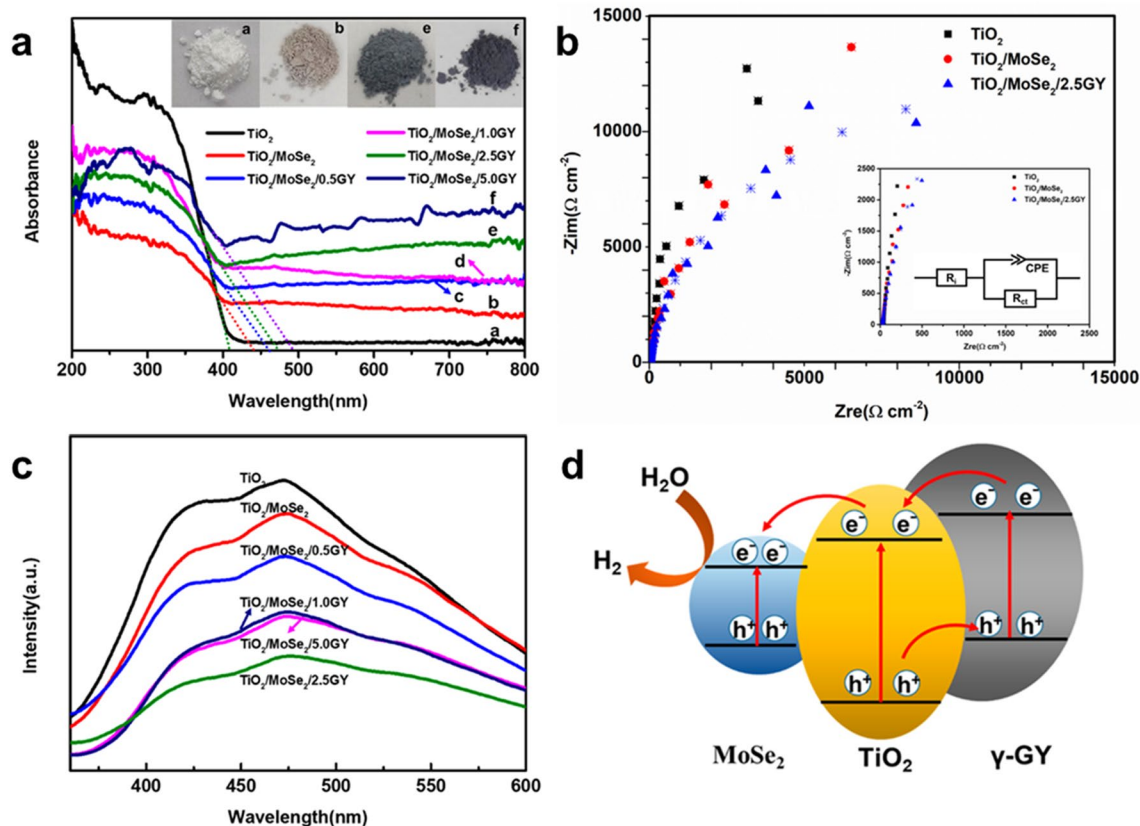 a
a
b
e
f
TiO₂
TiO₂/MoSe₂
TiO₂/MoSe₂/0.5GY
TiO₂/MoSe₂/1.0GY
TiO₂/MoSe₂/2.5GY
TiO₂/MoSe₂/5.0GY
f
e
d
c
b
a
Absorbance
200 300 400 500 600 700 800
Wavelength(nm)
b
TiO₂
TiO₂/MoSe₂
TiO₂/MoSe₂/2.5GY
-15000
-Zim(Ω cm⁻²)
10000
5000
0
0 5000 10000 15000
Zre(Ω cm⁻²)
TiO₂
TiO₂/MoSe₂
TiO₂/MoSe₂/2.5GY
2500
2000
1500
1000
500
0
-Zim(Ω cm⁻²)
CPE
Rct
0 500 1000 1500 2000 2500
Zre(Ω cm⁻²)
c
TiO₂
TiO₂/MoSe₂
TiO₂/MoSe₂/0.5GY
TiO₂/MoSe₂/1.0GY
TiO₂/MoSe₂/5.0GY
TiO₂/MoSe₂/2.5GY
Intensity(a.u.)
400 450 500 550 600
Wavelength(nm)
d
H₂O
H₂
e⁻ e⁻
h⁺ h⁺
MoSe₂
e⁻ e⁻
h⁺ h⁺
TiO₂
e⁻ e⁻
h⁺ h⁺
γ-GY